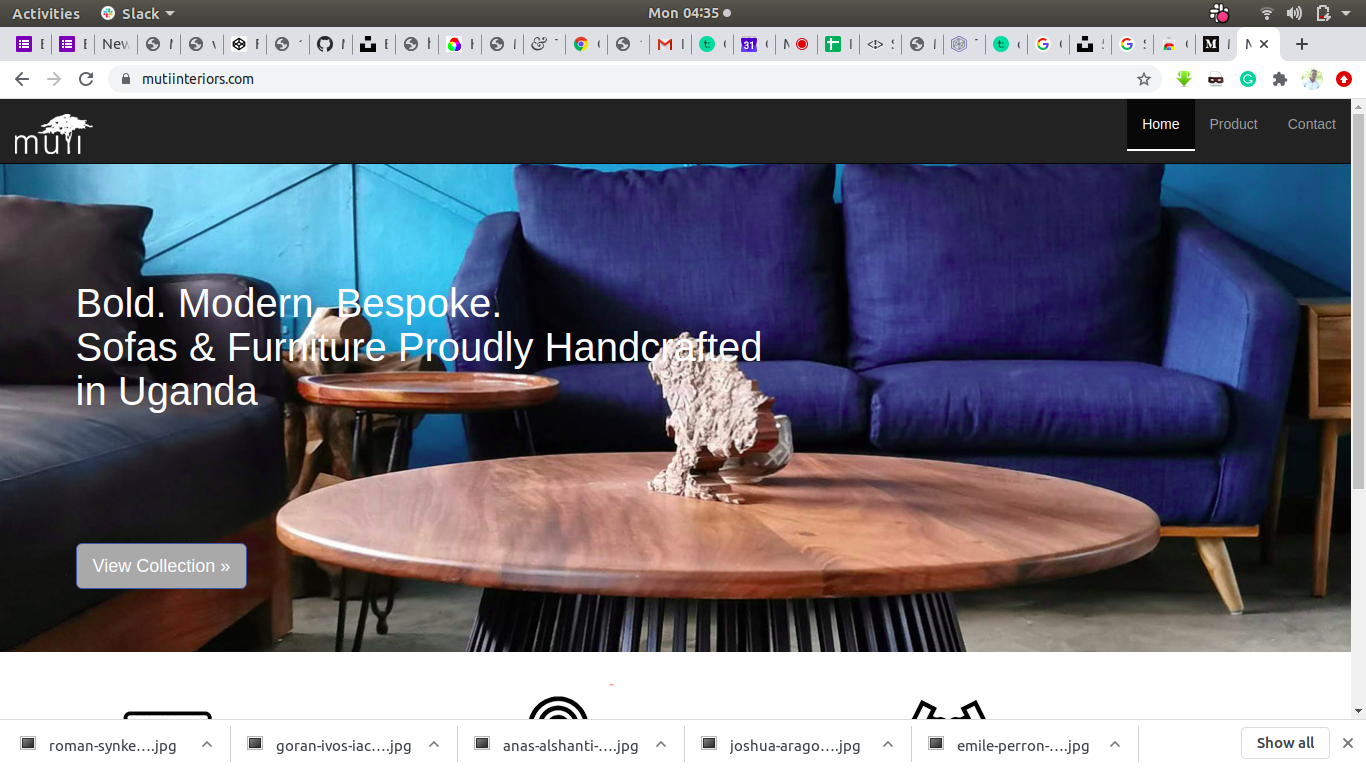 Activities
Slack
Mon 04:35
New
31
mutiinteriors.com
muti
Home
Product
Contact
Bold. Modern. Bespoke.
Sofas & Furniture Proudly Handcrafted
in Uganda
View Collection »
roman-synke….jpg
goran-ivos-iac….jpg
anas-alshanti-….jpg
joshua-arago….jpg
emile-perron-….jpg
Show all